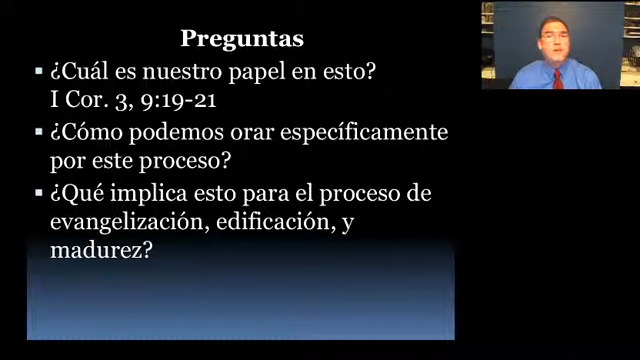 Preguntas
▪ ¿Cuál es nuestro papel en esto?
I Cor. 3, 9:19-21
▪ ¿Cómo podemos orar específicamente
por este proceso?
▪ ¿Qué implica esto para el proceso de
evangelización, edificación, y
madurez?